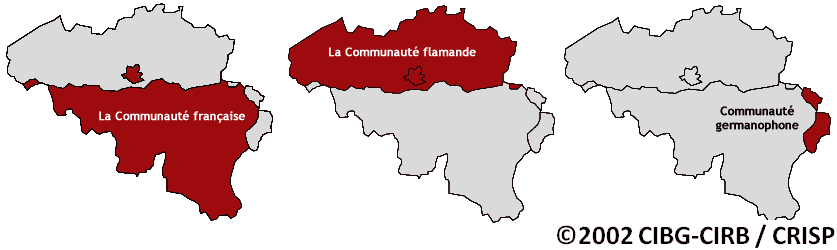 La Communauté française
La Communauté flamande
Communauté
germanophone
©2002 CIBG-CIRB / CRISP